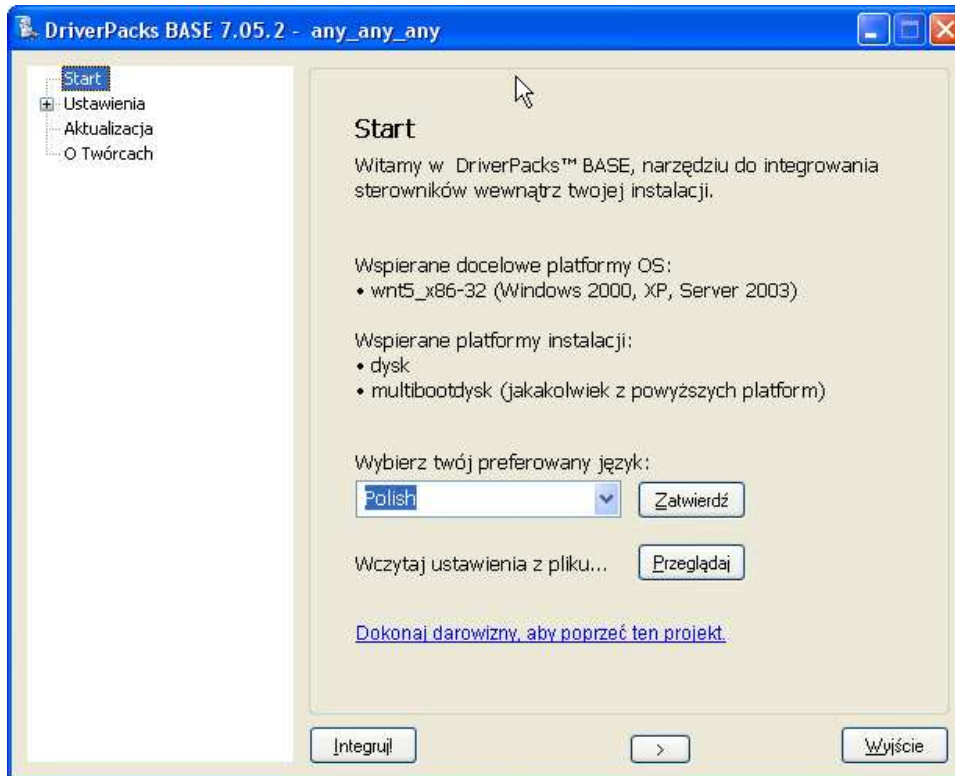 DriverPacks BASE 7.05.2 - any_any_any
Start
Ustawienia
Aktualizacja
O Twórcach
Start
Witamy w DriverPacks™ BASE, narzędziu do integrowania
sterowników wewnątrz twojej instalacji.
Wspierane docelowe platformy OS:
• wnt5_x86-32 (Windows 2000, XP, Server 2003)
Wspierane platformy instalacji:
• dysk
• multibootdysk (jakakolwiek z powyższych platform)
Wybierz twój preferowany język:
Polish
Zatwierdź
Wczytaj ustawienia z pliku...
Przeglądaj
Dokonaj darowizny, aby poprzeć ten projekt.
Integruj!
>
Wyjście